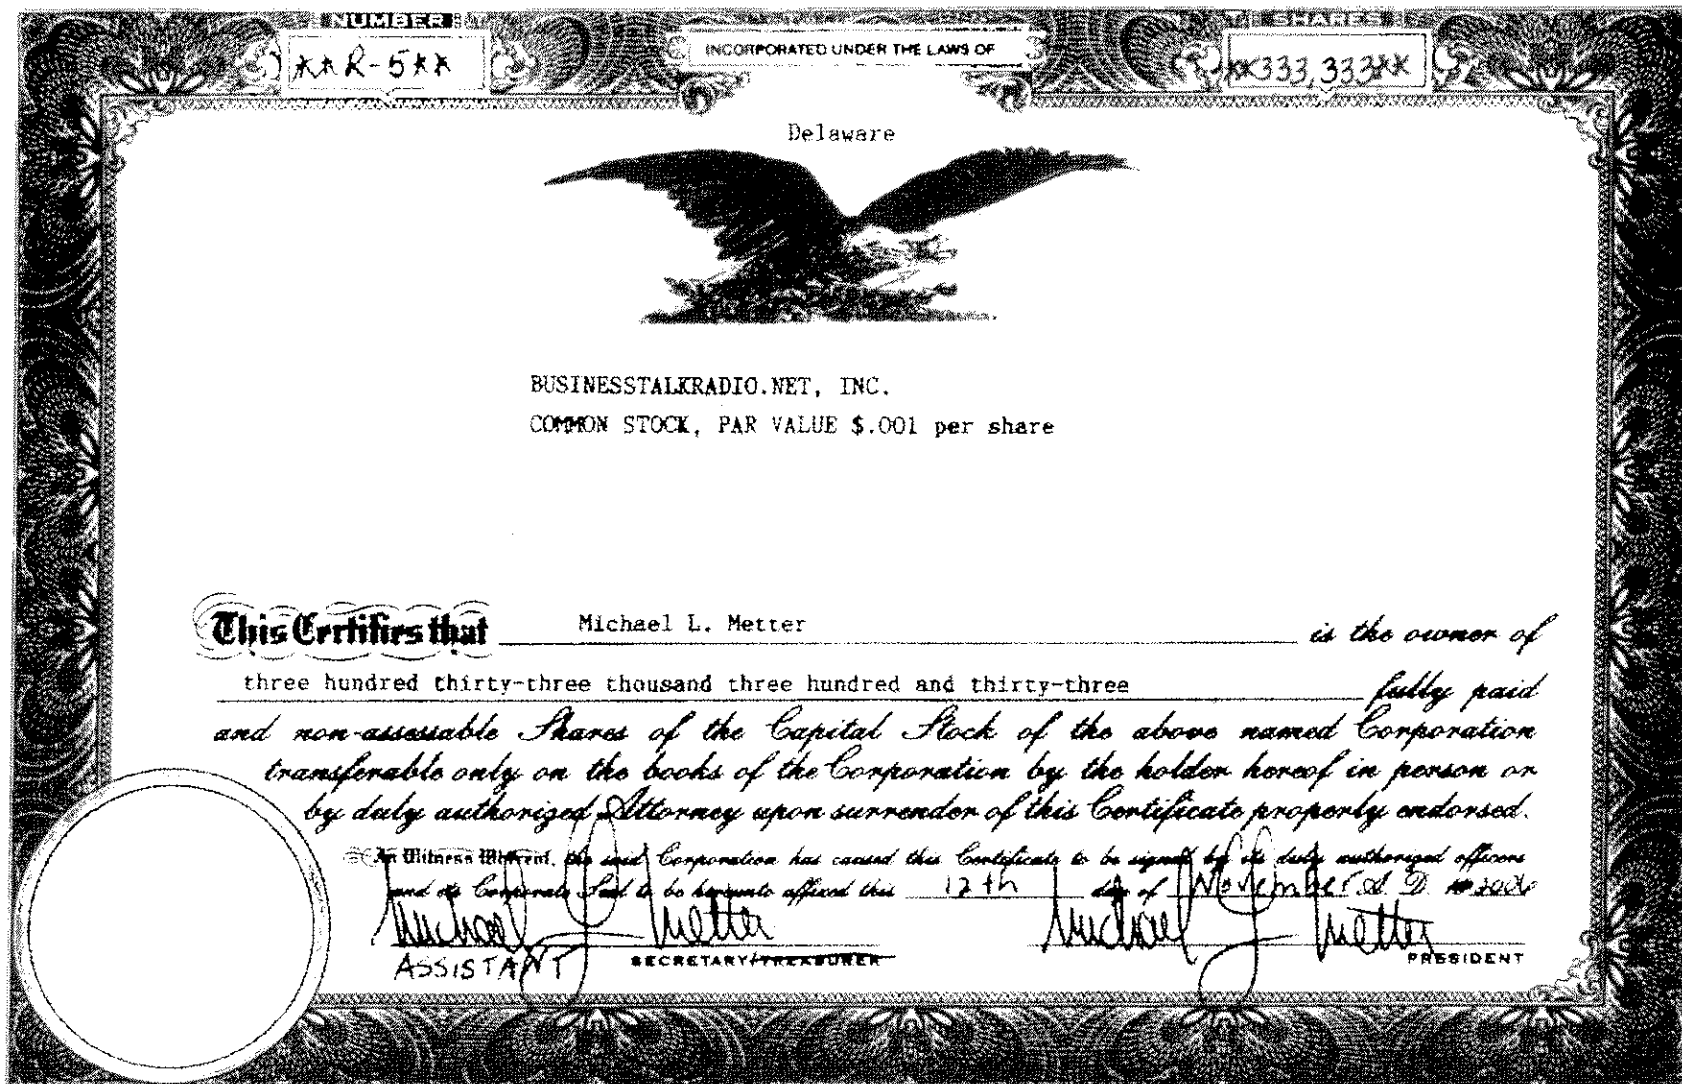 NUMBER
SHARES
**R-5**
INCORPORATED UNDER THE LAWS OF
**333,333**
Delaware
BUSINESSTALKRADIO.NET, INC.
COMMON STOCK, PAR VALUE $.001 per share
This Certifies that Michael L. Metter is the owner of
three hundred thirty-three thousand three hundred and thirty-three fully paid
and non-assessable Shares of the Capital Stock of the above named Corporation
transferable only on the books of the Corporation by the holder hereof in person or
by duly authorized Attorney upon surrender of this Certificate properly endorsed.
In Witness Whereof, the said Corporation has caused this Certificate to be signed by its duly authorized officers
and its Corporate Seal to be hereunto affixed this 12th day of November A. D.
Michael L Metter
Michael L Metter
ASSISTANT SECRETARY/TREASURER
PRESIDENT